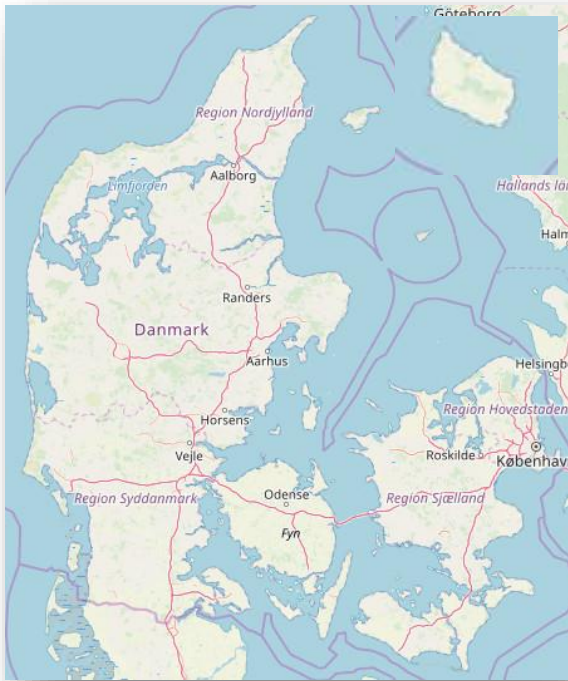 Göteborg
Region Nordjylland
Aalborg
Limfjorden
Hallands lä
Halm
Randers
Danmark
Aarhus
Helsingb
Horsens
Region Hovedstaden
Vejle
Roskilde
Københav
Region Syddanmark
Odense
Region Sjælland
Fyn